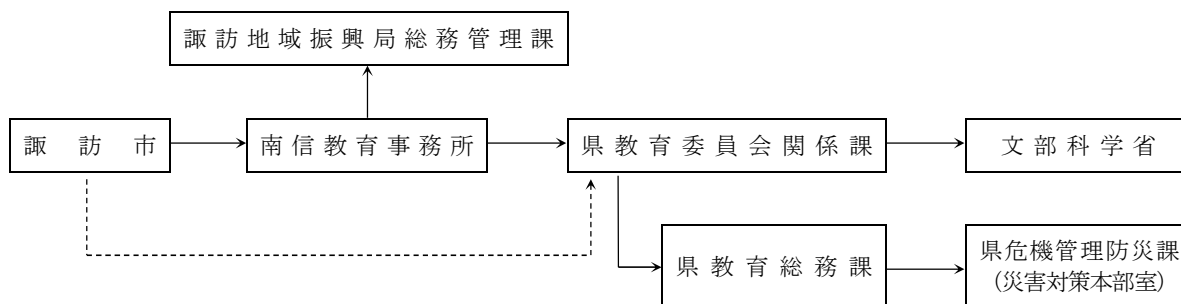 諏訪地域振興局総務管理課
諏訪市
南信教育事務所
県教育委員会関係課
文部科学省
県教育総務課
県危機管理防災課
（災害対策本部室）